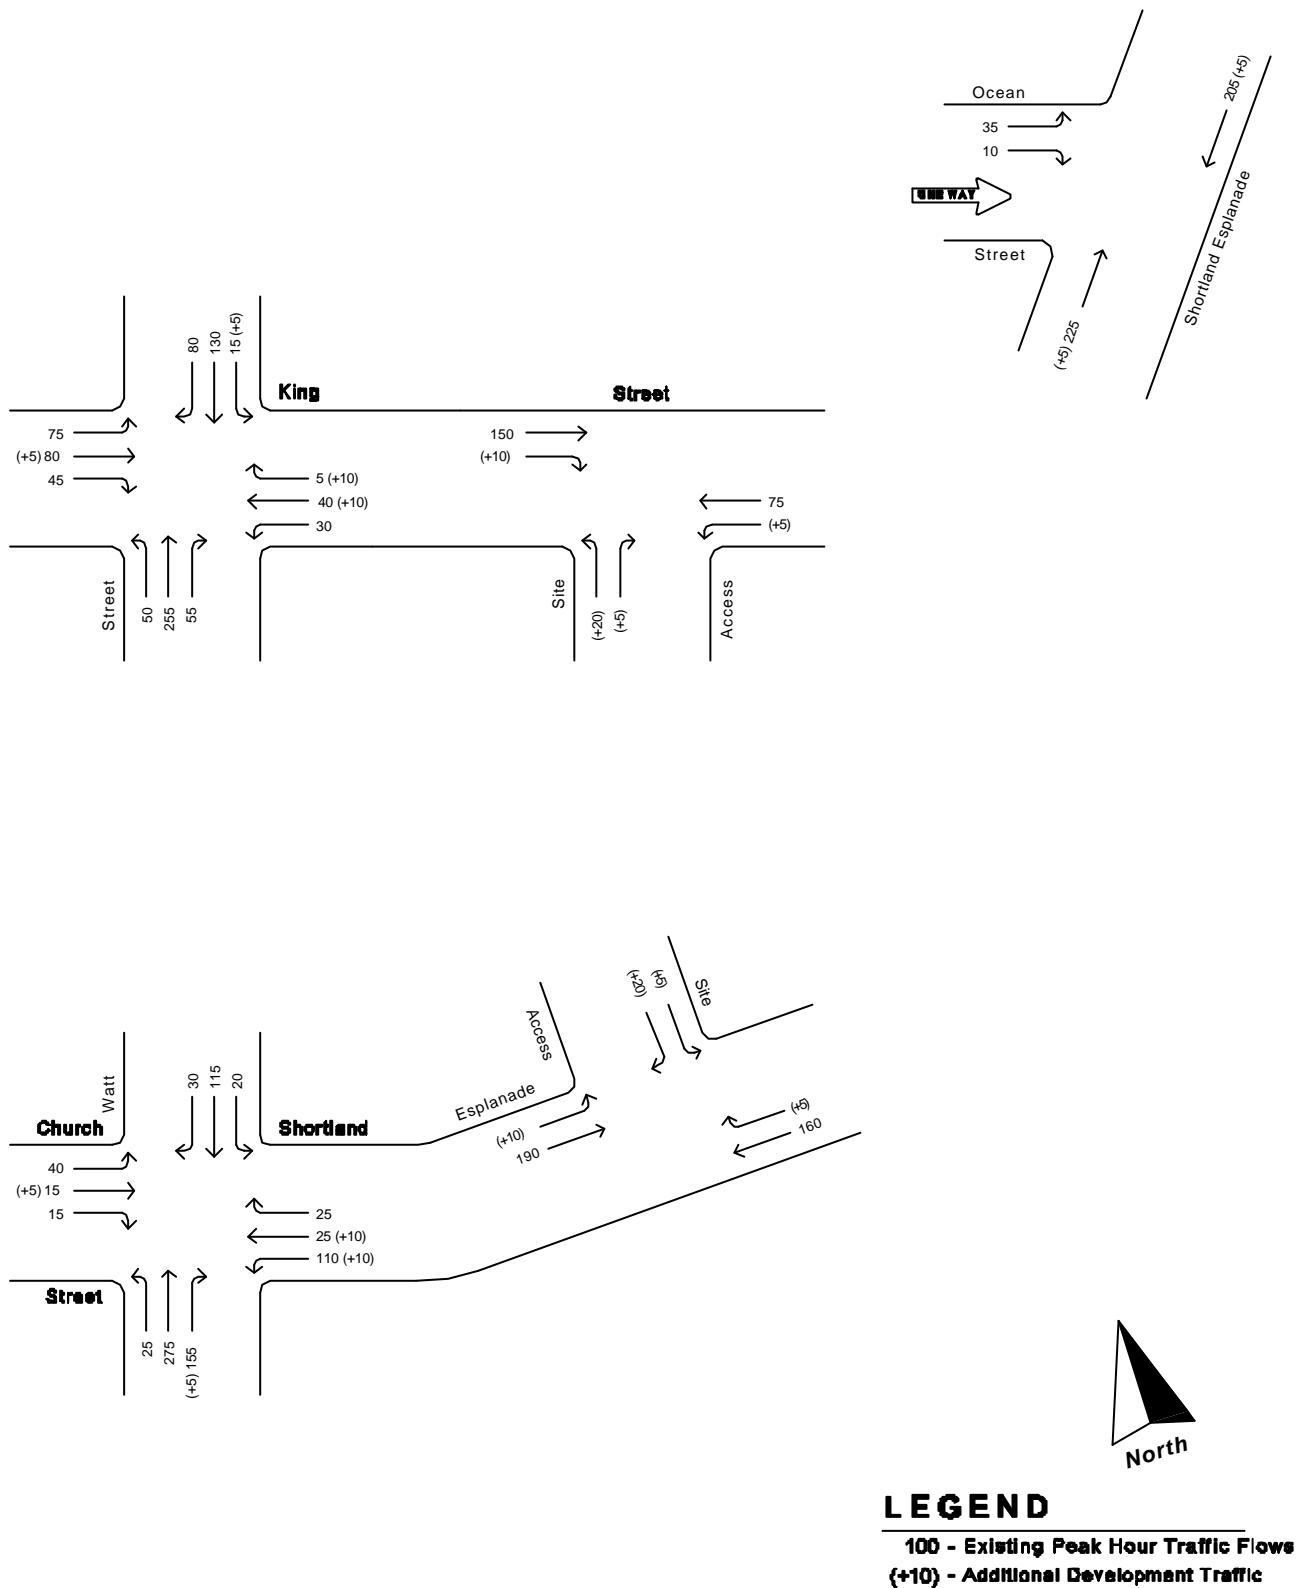 Ocean
35
10
ONE WAY
Street
205 (+5)
Shortland Esplanade
(+5) 225
80
130
15 (+5)
King
Street
75
(+5) 80
45
5 (+10)
40 (+10)
30
150
(+10)
75
(+5)
Street
50
255
55
Site
(+20)
(+5)
Access
(+20)
(+5)
Site
Access
Watt
30
115
20
Church
Shortland
Esplanade
40
(+5) 15
15
25
25 (+10)
110 (+10)
(+10)
190
(+5)
160
Street
25
275
(+5) 155
North
LEGEND
100 - Existing Peak Hour Traffic Flows
(+10) - Additional Development Traffic